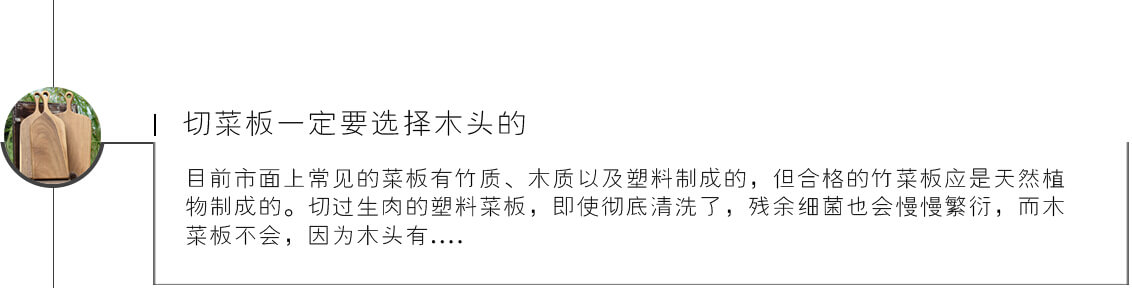 切菜板一定要选择木头的
目前市面上常见的菜板有竹质、木质以及塑料制成的，但合格的竹菜板应是天然植
物制成的。切过生肉的塑料菜板，即使彻底清洗了，残余细菌也会慢慢繁衍，而木
菜板不会，因为木头有....